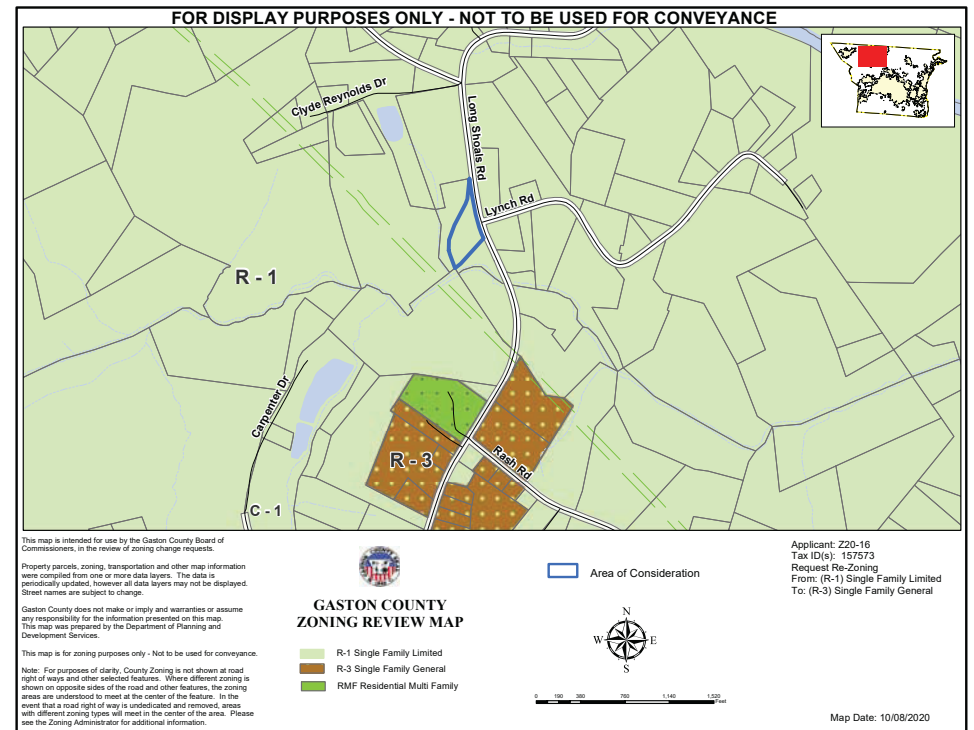 FOR DISPLAY PURPOSES ONLY - NOT TO BE USED FOR CONVEYANCE
Clyde Reynolds Dr
Long Shoals Rd
Lynch Rd
R - 1
Carpenter Dr
R - 3
Rash Rd
C - 1
This map is intended for use by the Gaston County Board of
Commissioners, in the review of zoning change requests.
Property parcels, zoning, transportation and other map information
were compiled from one or more data layers. The data is
periodically updated, however all data layers may not be displayed.
Street names are subject to change.
Gaston County does not make or imply and warranties or assume
any responsibility for the information presented on this map.
This map was prepared by the Department of Planning and
Development Services.
This map is for zoning purposes only - Not to be used for conveyance.
Note: For purposes of clarity, County Zoning is not shown at road
right of ways and other selected features. Where different zoning is
shown on opposite sides of the road and other features, the zoning
areas are understood to meet at the center of the feature. In the
event that a road right of way is undedicated and removed, areas
with different zoning types will meet in the center of the area. Please
see the Zoning Administrator for additional information.
GASTON COUNTY
ZONING REVIEW MAP
R-1 Single Family Limited
R-3 Single Family General
RMF Residential Multi Family
Area of Consideration
N
W E
S
0 190 380 760 1,140 1,520
Feet
Applicant: Z20-16
Tax ID(s): 157573
Request Re-Zoning
From: (R-1) Single Family Limited
To: (R-3) Single Family General
Map Date: 10/08/2020